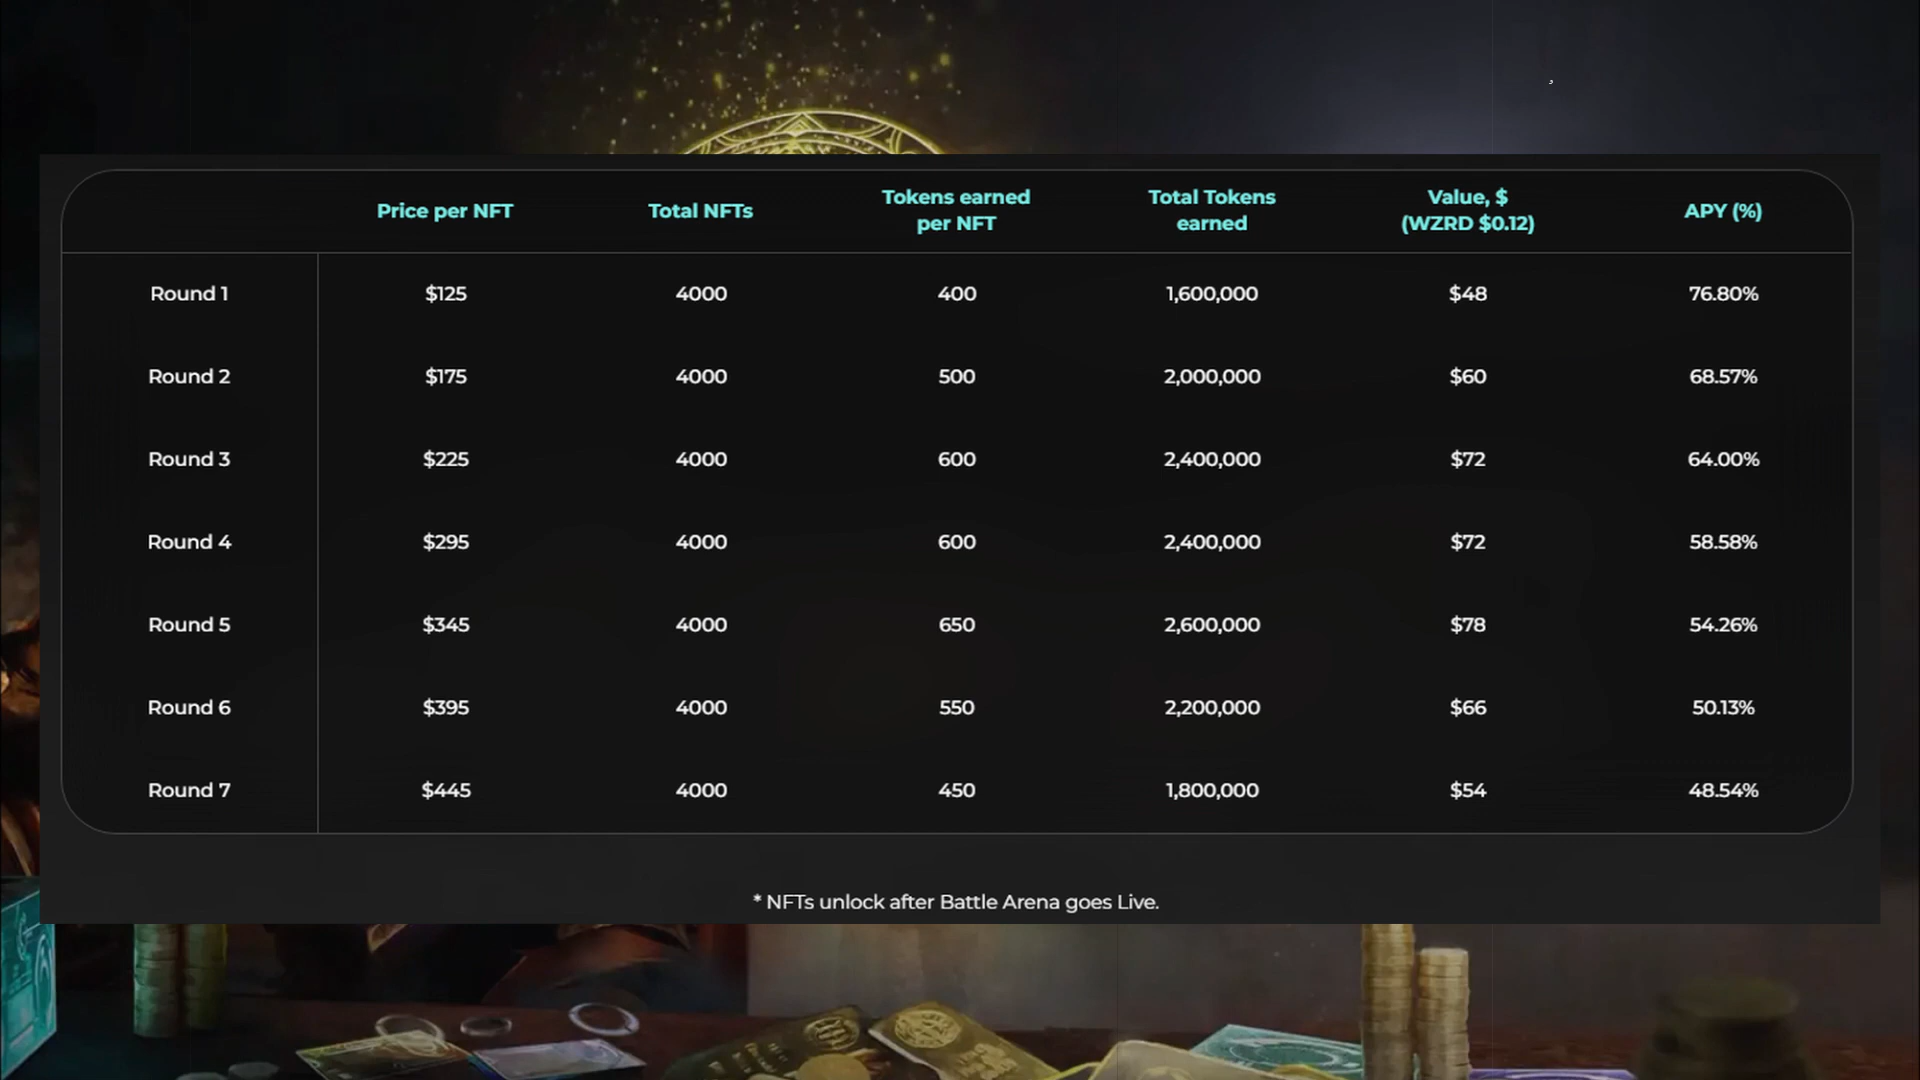 Price per NFT Total NFTs Tokens earned per NFT Total Tokens earned Value, $ (WZRD $0.12) APY (%)
Round 1 $125 4000 400 1,600,000 $48 76.80%
Round 2 $175 4000 500 2,000,000 $60 68.57%
Round 3 $225 4000 600 2,400,000 $72 64.00%
Round 4 $295 4000 600 2,400,000 $72 58.58%
Round 5 $345 4000 650 2,600,000 $78 54.26%
Round 6 $395 4000 550 2,200,000 $66 50.13%
Round 7 $445 4000 450 1,800,000 $54 48.54%
* NFTs unlock after Battle Arena goes Live.